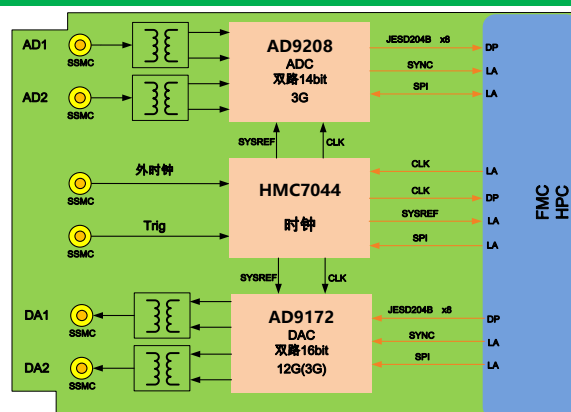 AD1
SSMC
AD2
SSMC
AD9208
ADC
双路14bit
3G
JESD204B x8
DP
SYNC
LA
SPI
LA
SYSREF
CLK
外时钟
SSMC
Trig
SSMC
HMC7044
时钟
CLK
LA
CLK
DP
SYSREF
LA
SPI
LA
FMC
HPC
SYSREF
CLK
DA1
SSMC
DA2
SSMC
AD9172
DAC
双路16bit
12G(3G)
JESD204B x8
DP
SYNC
LA
SPI
LA